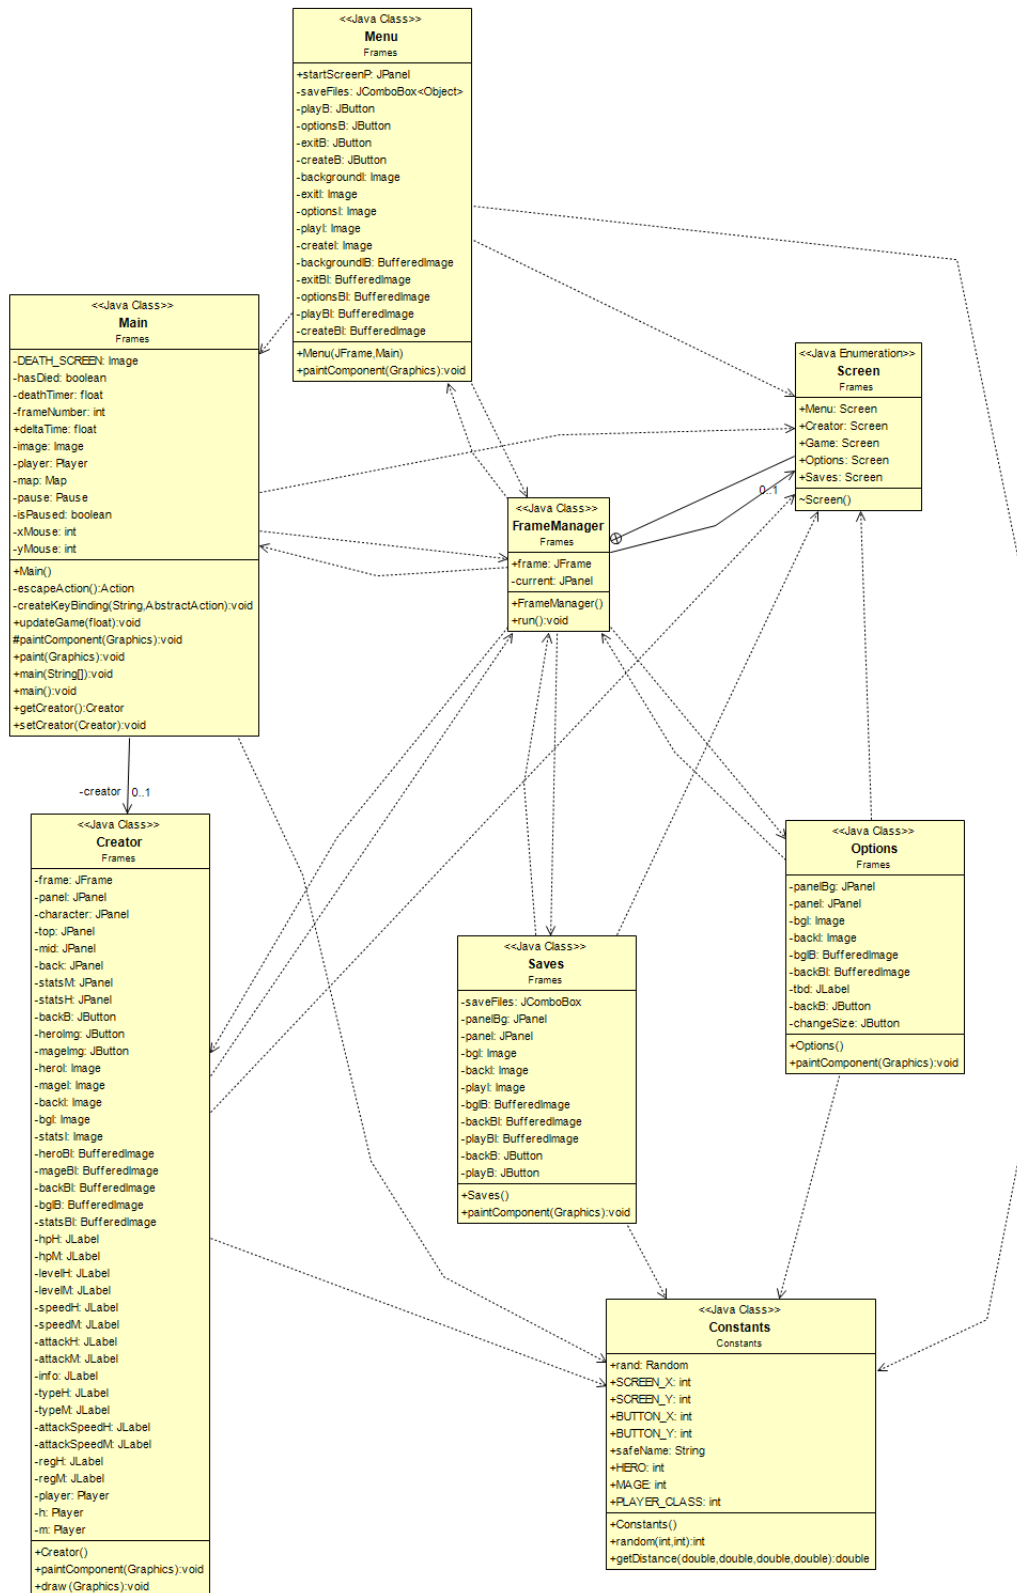 <<Java Class>>
Menu
Frames
+startScreenP: JPanel
-saveFiles: JComboBox<Object>
-playB: JButton
-optionsB: JButton
-exitB: JButton
-createB: JButton
-backgroundI: Image
-exitI: Image
-optionsI: Image
-playI: Image
-createI: Image
-backgroundIB: BufferedImage
-exitBI: BufferedImage
-optionsBI: BufferedImage
-playBI: BufferedImage
-createBI: BufferedImage
+Menu(JFrame,Main)
+paintComponent(Graphics):void
<<Java Class>>
Main
Frames
-DEATH_SCREEN: Image
-hasDied: boolean
-deathTimer: float
-frameNumber: int
+deltaTime: float
-image: Image
-player: Player
-map: Map
-pause: Pause
-isPaused: boolean
-xMouse: int
-yMouse: int
+Main()
-escapeAction():Action
-createKeyBinding(String,AbstractAction):void
+updateGame(float):void
#paintComponent(Graphics):void
+paint(Graphics):void
+main(String[]):void
+main():void
+getCreator():Creator
+setCreator(Creator):void
<<Java Enumeration>>
Screen
Frames
+Menu: Screen
+Creator: Screen
+Game: Screen
+Options: Screen
+Saves: Screen
~Screen()
0..1
<<Java Class>>
FrameManager
Frames
+frame: JFrame
-current: JPanel
+FrameManager()
+run():void
-creator 0..1
<<Java Class>>
Creator
Frames
-frame: JFrame
-panel: JPanel
-character: JPanel
-top: JPanel
-mid: JPanel
-back: JPanel
-statsM: JPanel
-statsH: JPanel
-backB: JButton
-heroImg: JButton
-mageImg: JButton
-heroI: Image
-mageI: Image
-backI: Image
-bgI: Image
-statsI: Image
-heroBI: BufferedImage
-mageBI: BufferedImage
-backBI: BufferedImage
-bgIB: BufferedImage
-statsBI: BufferedImage
-hpH: JLabel
-hpM: JLabel
-levelH: JLabel
-levelM: JLabel
-speedH: JLabel
-speedM: JLabel
-attackH: JLabel
-attackM: JLabel
-info: JLabel
-typeH: JLabel
-typeM: JLabel
-attackSpeedH: JLabel
-attackSpeedM: JLabel
-regH: JLabel
-regM: JLabel
-player: Player
-h: Player
-m: Player
+Creator()
+paintComponent(Graphics):void
+draw(Graphics):void
<<Java Class>>
Options
Frames
-panelBg: JPanel
-panel: JPanel
-bgI: Image
-backI: Image
-bgIB: BufferedImage
-backBI: BufferedImage
-tbd: JLabel
-backB: JButton
-changeSize: JButton
+Options()
+paintComponent(Graphics):void
<<Java Class>>
Saves
Frames
-saveFiles: JComboBox
-panelBg: JPanel
-panel: JPanel
-bgI: Image
-backI: Image
-playI: Image
-bgIB: BufferedImage
-backBI: BufferedImage
-playBI: BufferedImage
-backB: JButton
-playB: JButton
+Saves()
+paintComponent(Graphics):void
<<Java Class>>
Constants
Constants
+rand: Random
+SCREEN_X: int
+SCREEN_Y: int
+BUTTON_X: int
+BUTTON_Y: int
+safeName: String
+HERO: int
+MAGE: int
+PLAYER_CLASS: int
+Constants()
+random(int,int):int
+getDistance(double,double,double,double):double